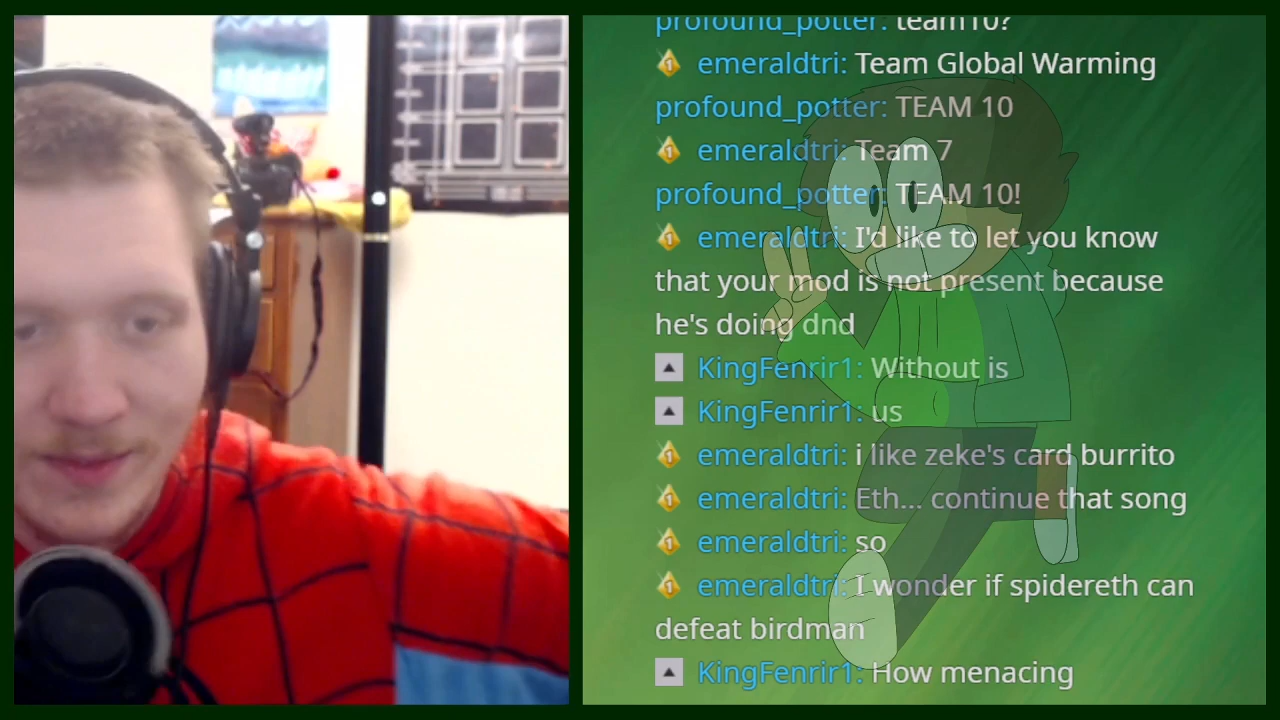 profound_potter: team10?
emeraldtri: Team Global Warming
profound_potter: TEAM 10
emeraldtri: Team 7
profound_potter: TEAM 10!
emeraldtri: I'd like to let you know
that your mod is not present because
he's doing dnd
KingFenrir1: Without is
KingFenrir1: us
emeraldtri: i like zeke's card burrito
emeraldtri: Eth... continue that song
emeraldtri: so
emeraldtri: I wonder if spidereth can
defeat birdman
KingFenrir1: How menacing